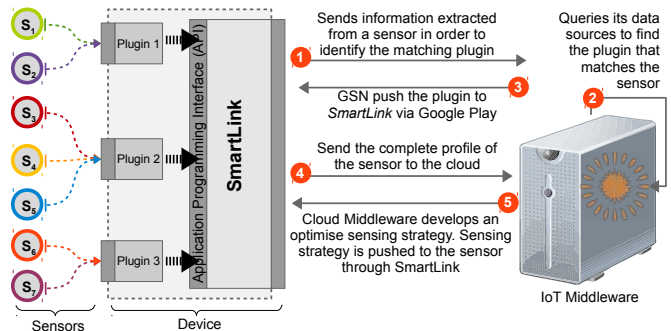 S1
S2
S3
S4
S5
S6
S7
Sensors
Plugin 1
Plugin 2
Plugin 3
Application Programming Interface (API)
SmartLink
Device
1
Sends information extracted
from a sensor in order to
identify the matching plugin
3
GSN push the plugin to
SmartLink via Google Play
4
Send the complete profile of
the sensor to the cloud
5
Cloud Middleware develops an
optimise sensing strategy. Sensing
strategy is pushed to the sensor
through SmartLink
Queries its data
sources to find
the plugin that
matches the
sensor
2
IoT Middleware